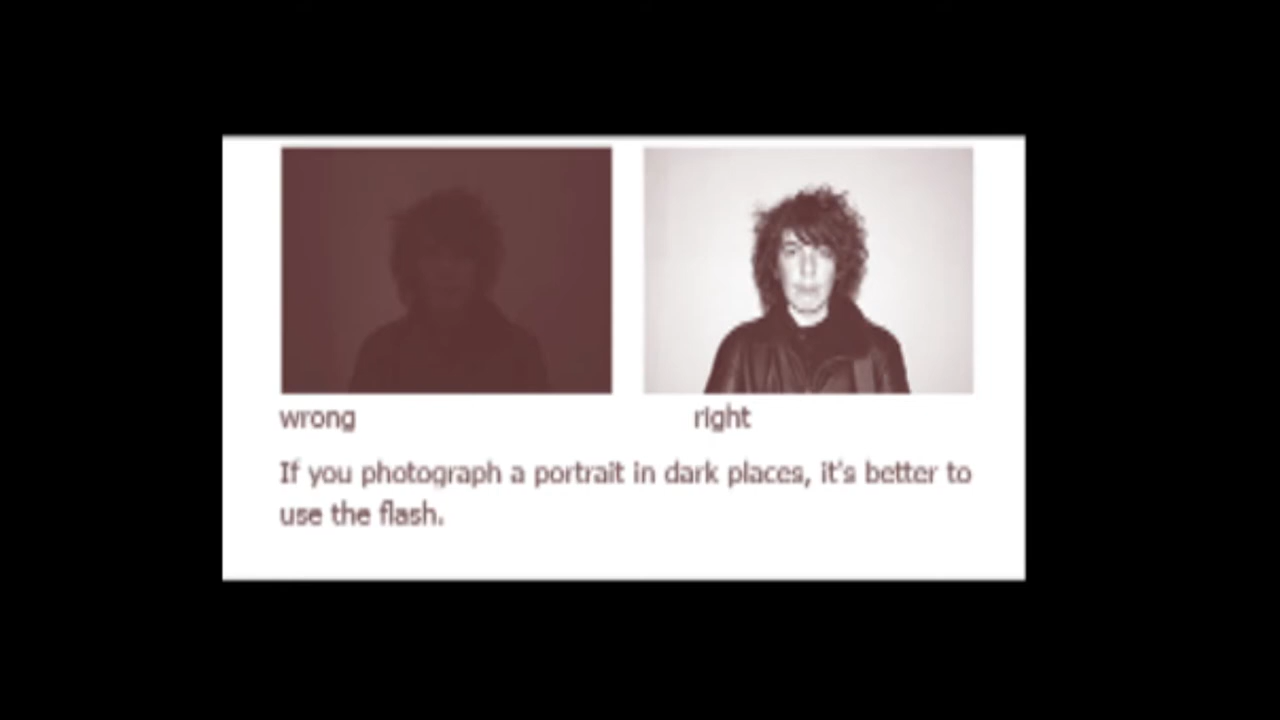 wrong
right
If you photograph a portrait in dark places, it's better to
use the flash.